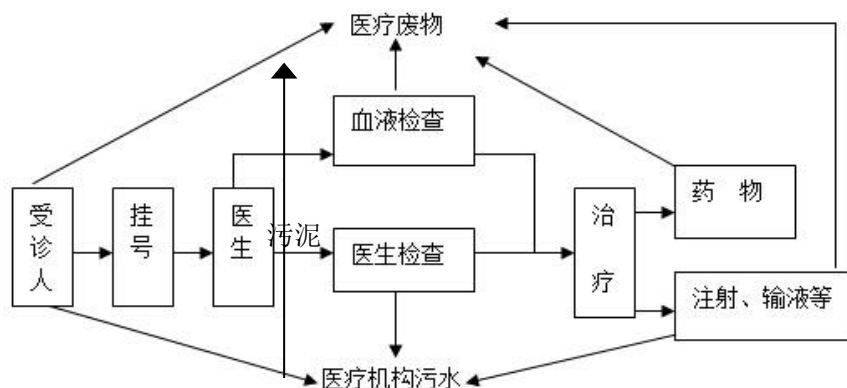 医疗废物
血液检查
受诊人
挂号
医生
污泥
医生检查
治疗
药 物
注射、输液等
医疗机构污水